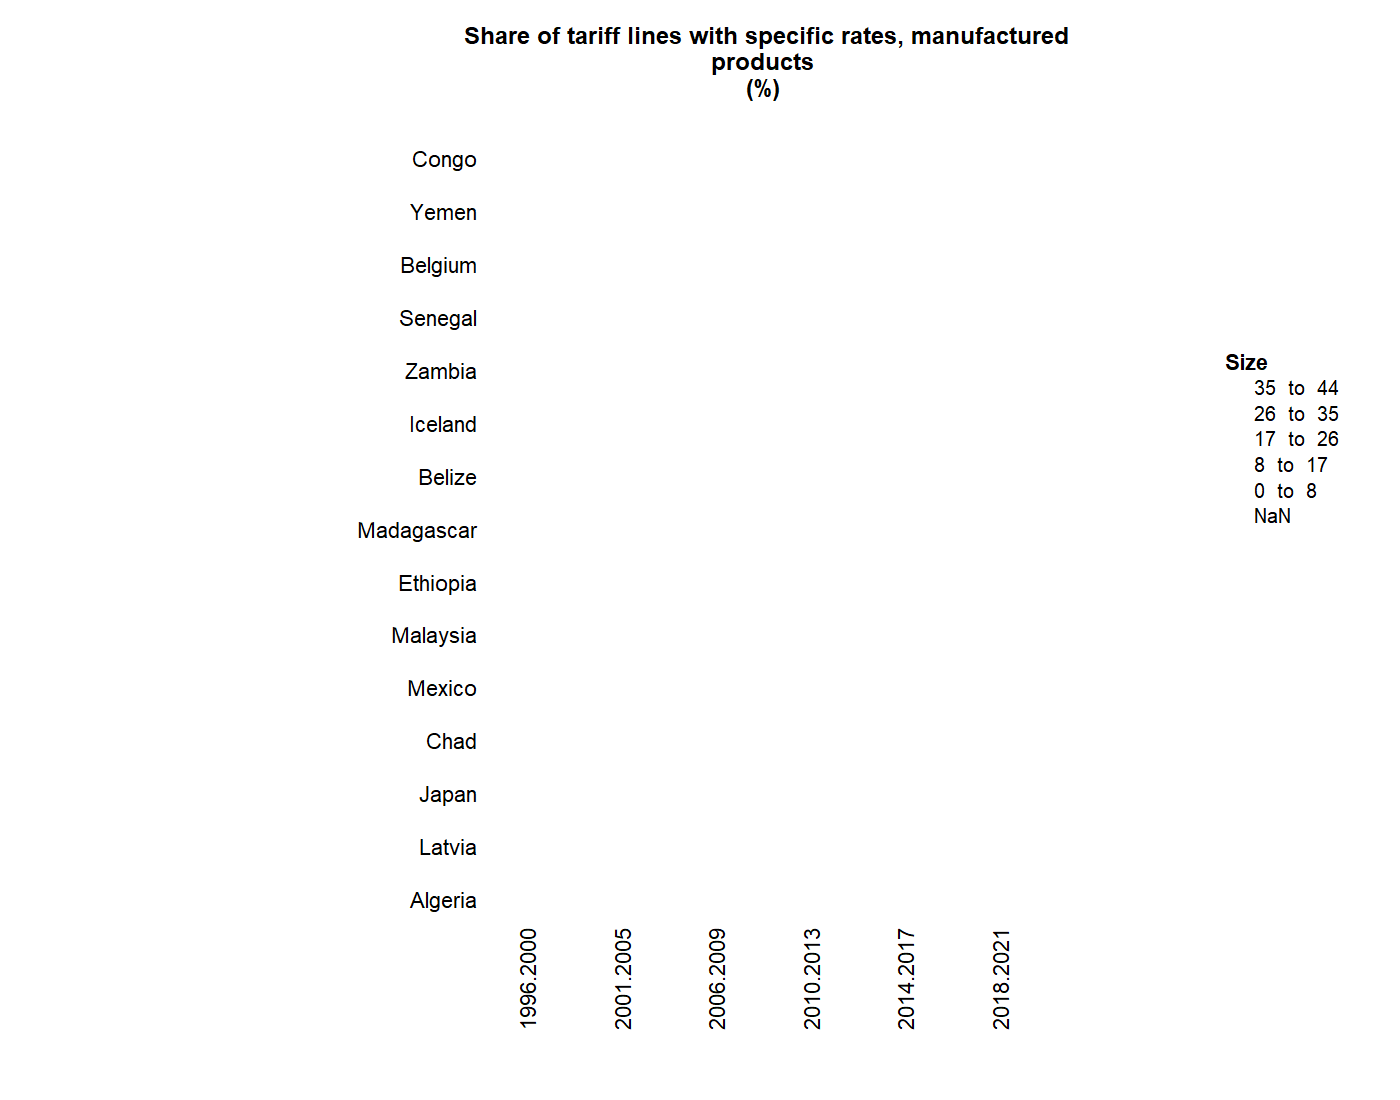 Share of tariff lines with specific rates, manufactured
products
(%)
Congo
Yemen
Belgium
Senegal
Zambia
Iceland
Belize
Madagascar
Ethiopia
Malaysia
Mexico
Chad
Japan
Latvia
Algeria
1996.2000
2001.2005
2006.2009
2010.2013
2014.2017
2018.2021
Size
35 to 44
26 to 35
17 to 26
8 to 17
0 to 8
NaN